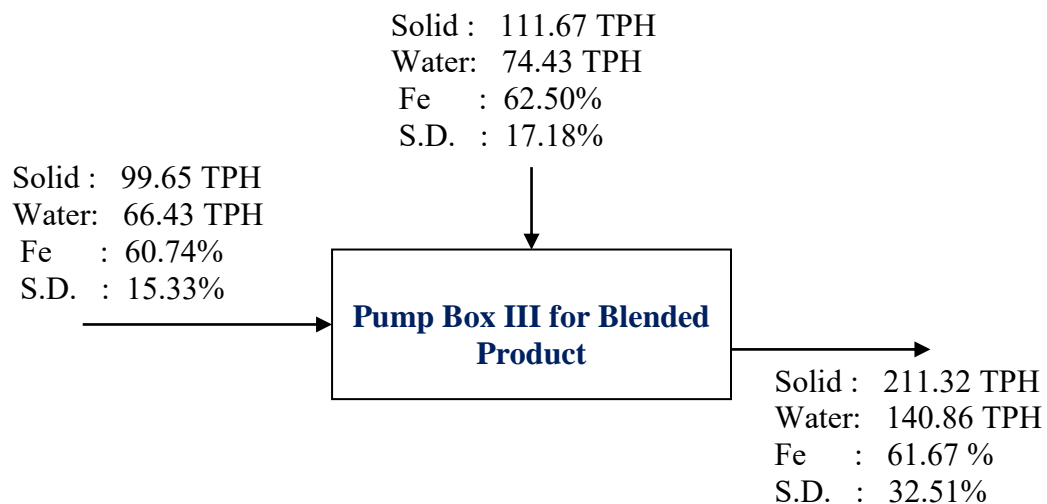 Solid : 111.67 TPH
Water: 74.43 TPH
Fe : 62.50%
S.D. : 17.18%
Solid : 99.65 TPH
Water: 66.43 TPH
Fe : 60.74%
S.D. : 15.33%
Pump Box III for Blended
Product
Solid : 211.32 TPH
Water: 140.86 TPH
Fe : 61.67 %
S.D. : 32.51%